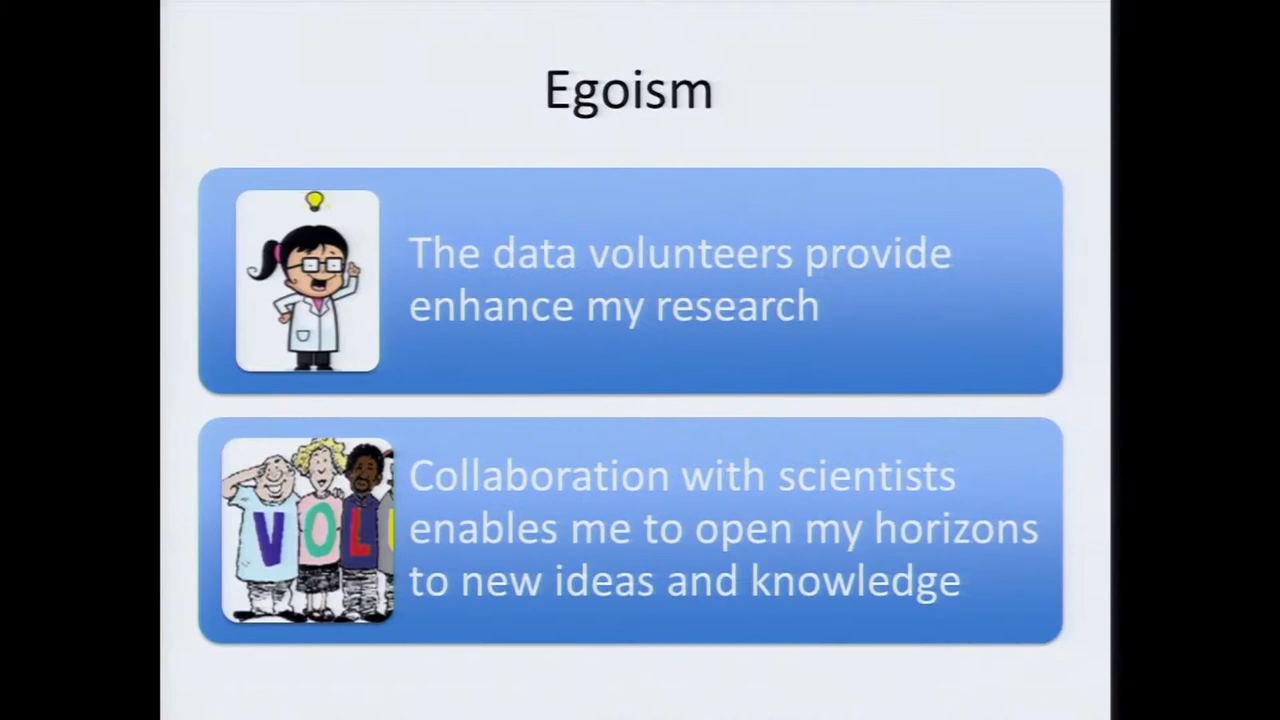 Egoism
The data volunteers provide
enhance my research
Collaboration with scientists
enables me to open my horizons
to new ideas and knowledge
VOL